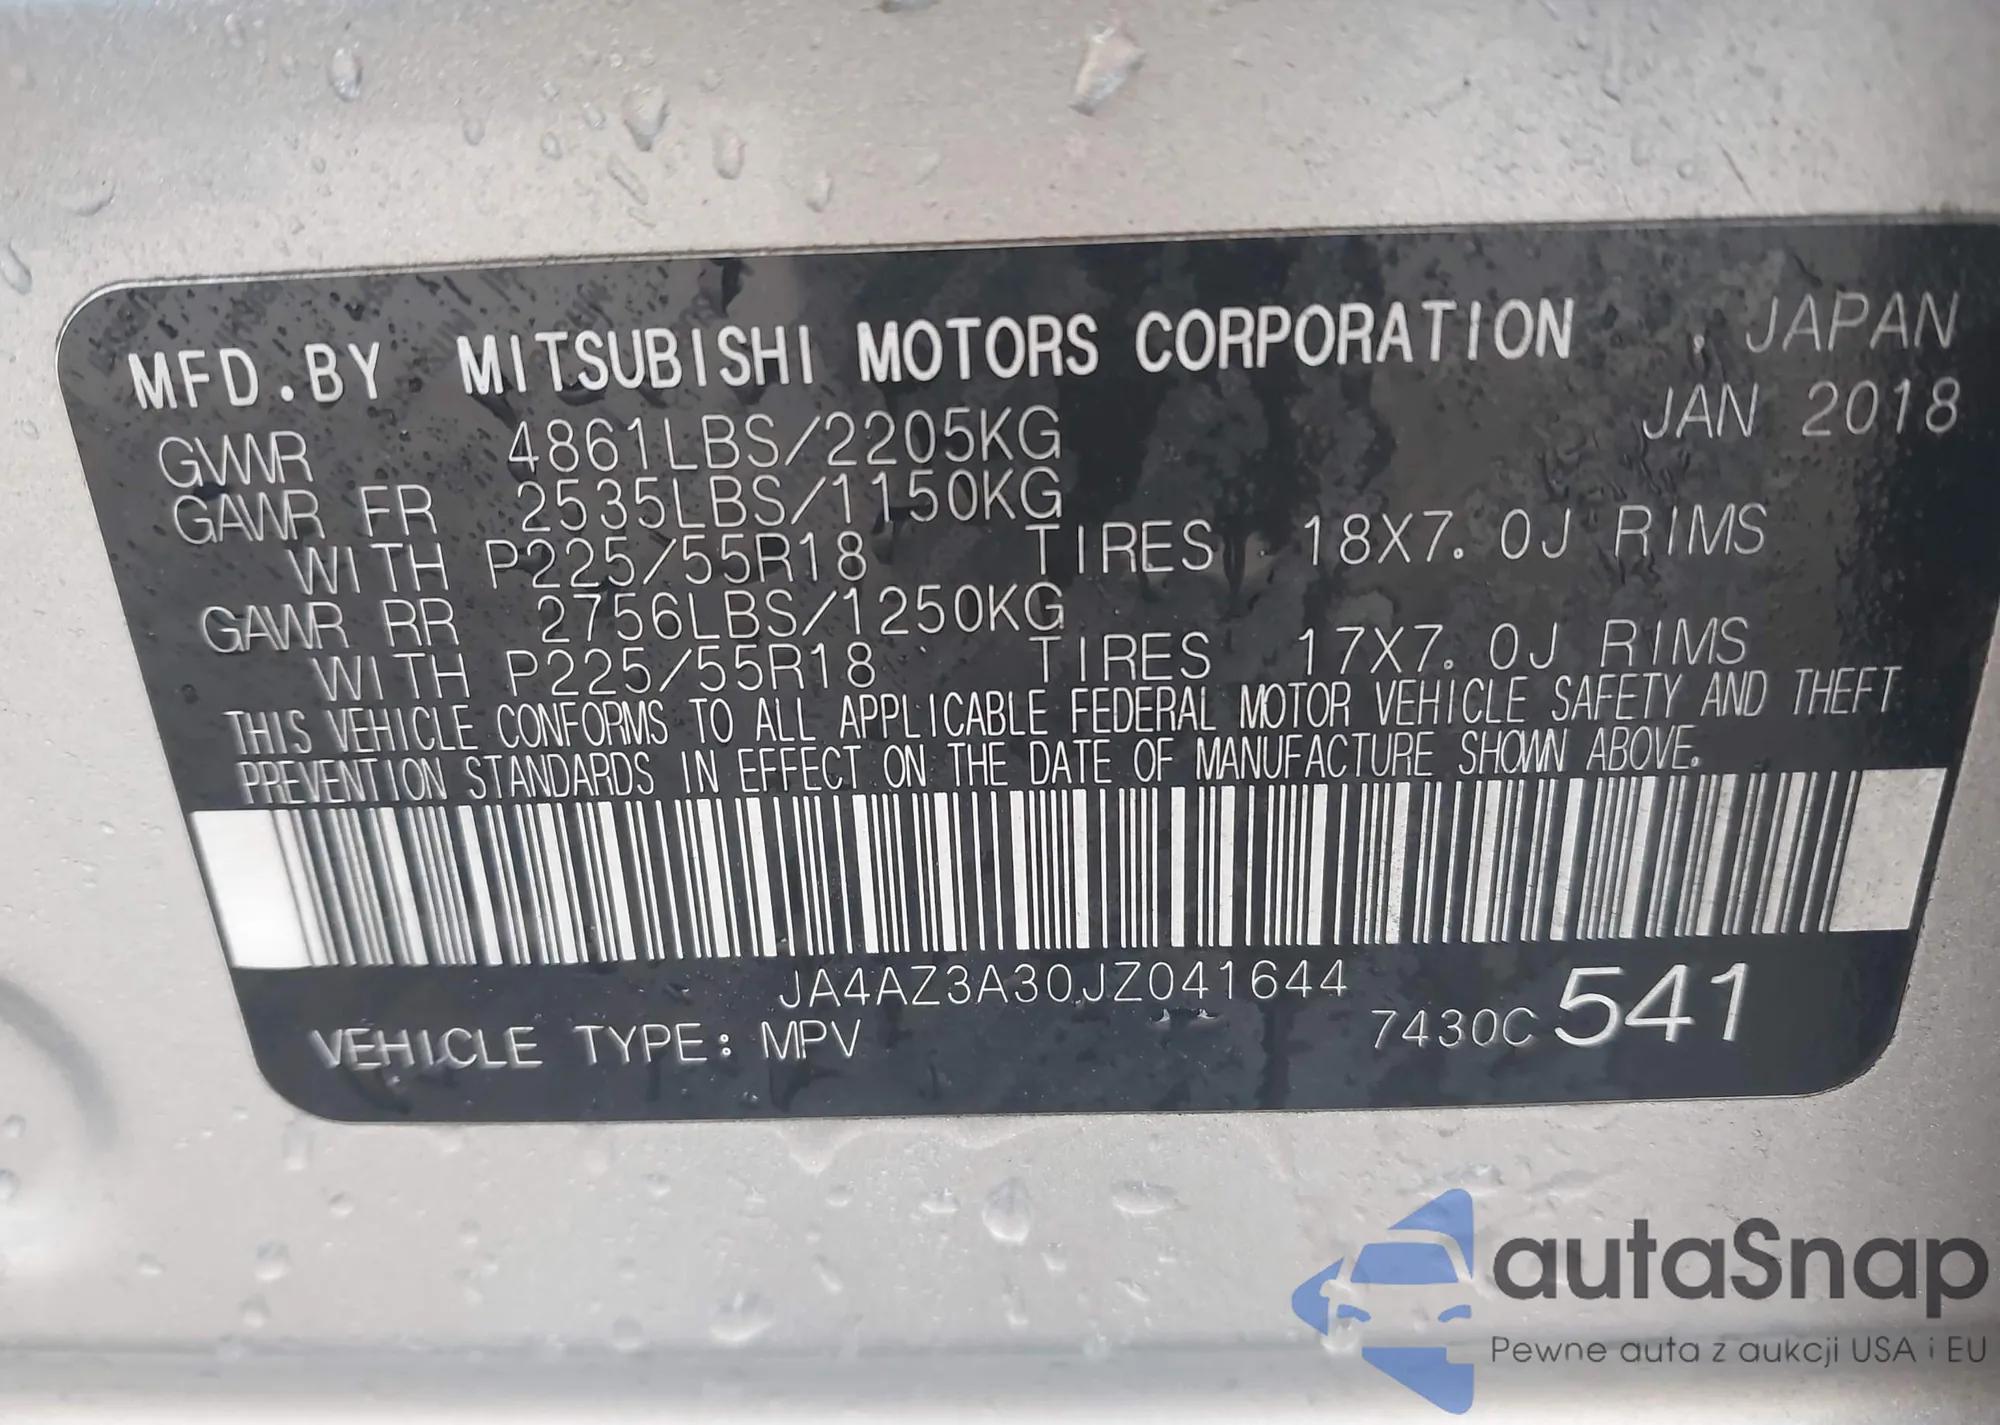 MFD.BY MITSUBISHI MOTORS CORPORATION . JAPAN
GVWR 4861LBS/2205KG JAN 2018
GAWR FR 2535LBS/1150KG
WITH P225/55R18 TIRES 18X7.0J RIMS
GAWR RR 2756LBS/1250KG
WITH P225/55R18 TIRES 17X7.0J RIMS
THIS VEHICLE CONFORMS TO ALL APPLICABLE FEDERAL MOTOR VEHICLE SAFETY AND THEFT
PREVENTION STANDARDS IN EFFECT ON THE DATE OF MANUFACTURE SHOWN ABOVE.
JA4AZ3A30JZ041644
VEHICLE TYPE: MPV 7430C 541
autaSnap
Pewne auta z aukcji USA i EU